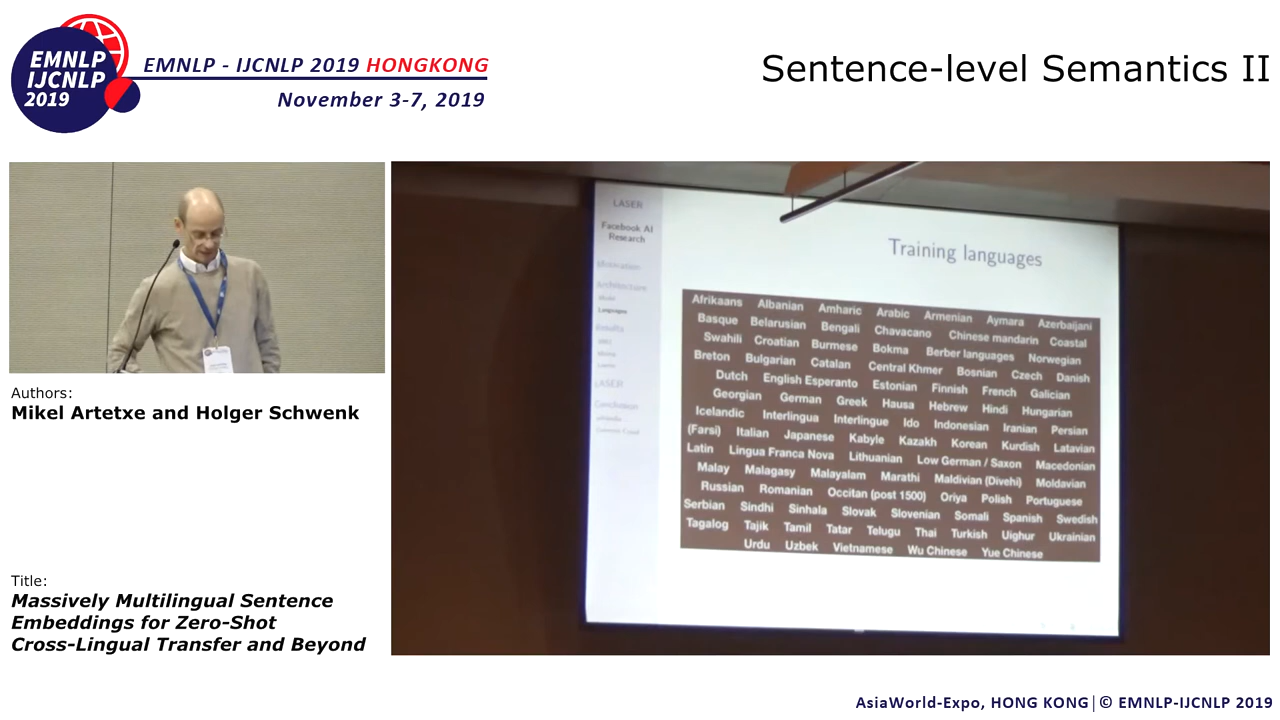 EMNLP
IJCNLP
2019
EMNLP - IJCNLP 2019 HONGKONG
November 3-7, 2019
Sentence-level Semantics II
Authors:
Mikel Artetxe and Holger Schwenk
Title:
Massively Multilingual Sentence
Embeddings for Zero-Shot
Cross-Lingual Transfer and Beyond
LASER
Facebook AI
Research
Motivation
Architecture
Languages
Results
LASER
Conclusion
Training languages
Afrikaans Albanian Amharic Arabic Armenian Aymara Azerbaijani
Basque Belarusian Bengali Chavacano Chinese mandarin Coastal
Swahili Croatian Burmese Bokma Berber languages Norwegian
Breton Bulgarian Catalan Central Khmer Bosnian Czech Danish
Dutch English Esperanto Estonian Finnish French Galician
Georgian German Greek Hausa Hebrew Hindi Hungarian
Icelandic Interlingua Interlingue Ido Indonesian Iranian Persian
(Farsi) Italian Japanese Kabyle Kazakh Korean Kurdish Latavian
Latin Lingua Franca Nova Lithuanian Low German / Saxon Macedonian
Malay Malagasy Malayalam Marathi Maldivian (Divehi) Moldavian
Russian Romanian Occitan (post 1500) Oriya Polish Portuguese
Serbian Sindhi Sinhala Slovak Slovenian Somali Spanish Swedish
Tagalog Tajik Tamil Tatar Telugu Thai Turkish Uighur Ukrainian
Urdu Uzbek Vietnamese Wu Chinese Yue Chinese
AsiaWorld-Expo, HONG KONG│© EMNLP-IJCNLP 2019